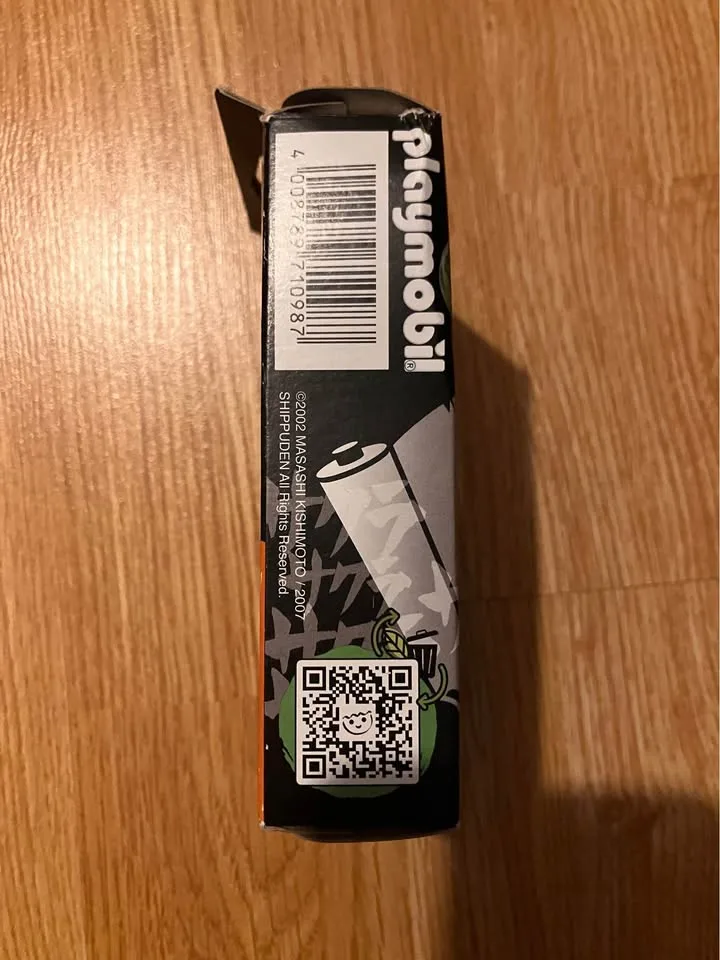 playmobil®
4 008789 710987
©2002 MASASHI KISHIMOTO / 2007
SHIPPUDEN All Rights Reserved.